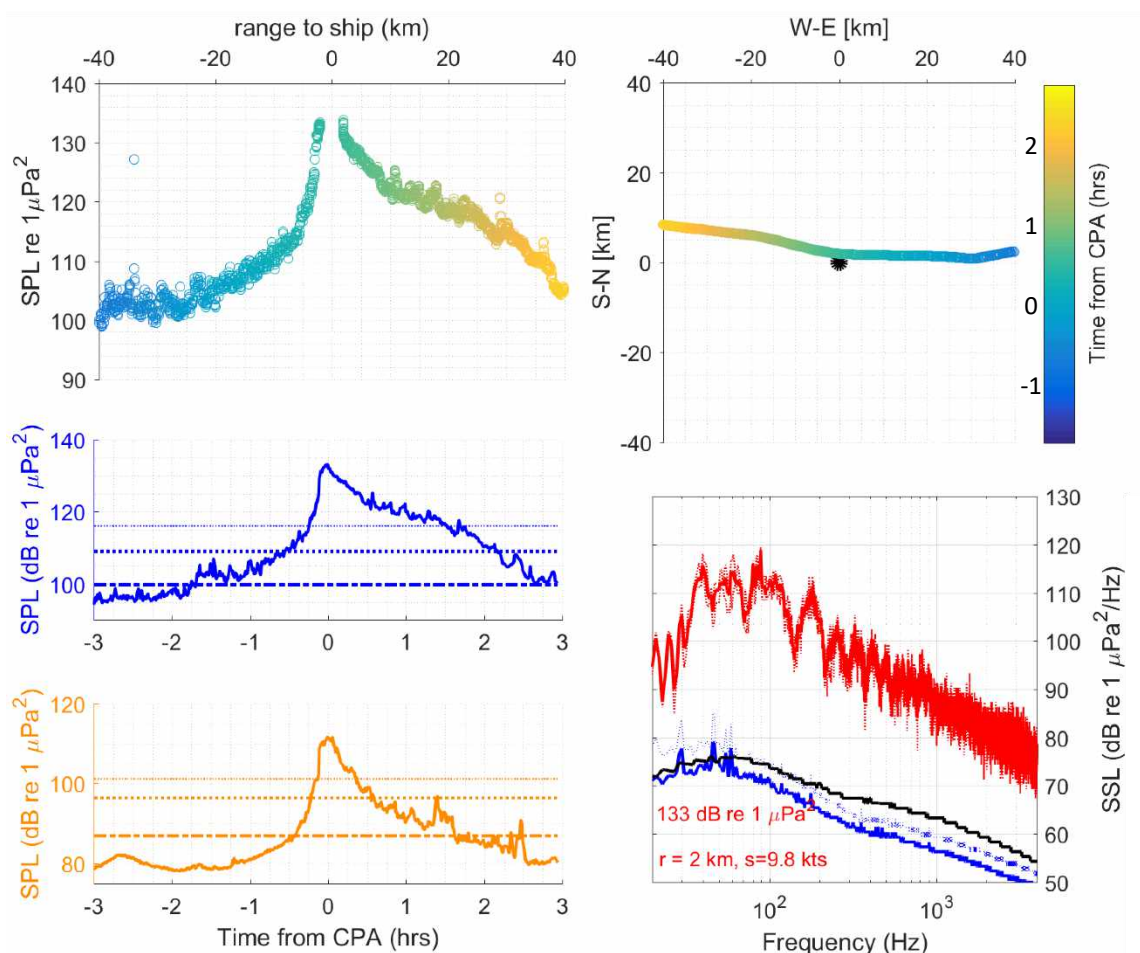 range to ship (km)
-40 -20 0 20 40
140
130
120
110
100
90
SPL re 1μPa²
W-E [km]
-40 -20 0 20 40
40
20
0
-20
-40
S-N [km]
2
1
0
-1
Time from CPA (hrs)
140
120
100
SPL (dB re 1 μPa²)
-3 -2 -1 0 1 2 3
120
100
80
SPL (dB re 1 μPa²)
-3 -2 -1 0 1 2 3
Time from CPA (hrs)
130
120
110
100
90
80
70
60
50
SSL (dB re 1 μPa²/Hz)
133 dB re 1 μPa²
r = 2 km, s=9.8 kts
10² 10³
Frequency (Hz)